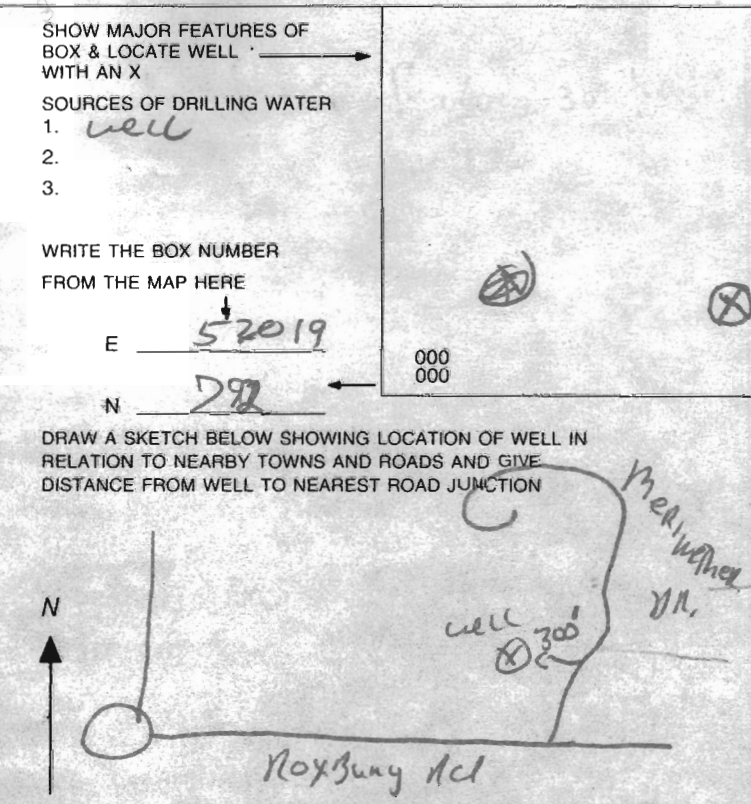 SHOW MAJOR FEATURES OF
BOX & LOCATE WELL
WITH AN X
SOURCES OF DRILLING WATER
1. well
2.
3.
WRITE THE BOX NUMBER
FROM THE MAP HERE
E 52019
N 792
000
000
X
DRAW A SKETCH BELOW SHOWING LOCATION OF WELL IN
RELATION TO NEARBY TOWNS AND ROADS AND GIVE
DISTANCE FROM WELL TO NEAREST ROAD JUNCTION
Meriwether
DR.
N
well 300'
X
Roxbury Rd